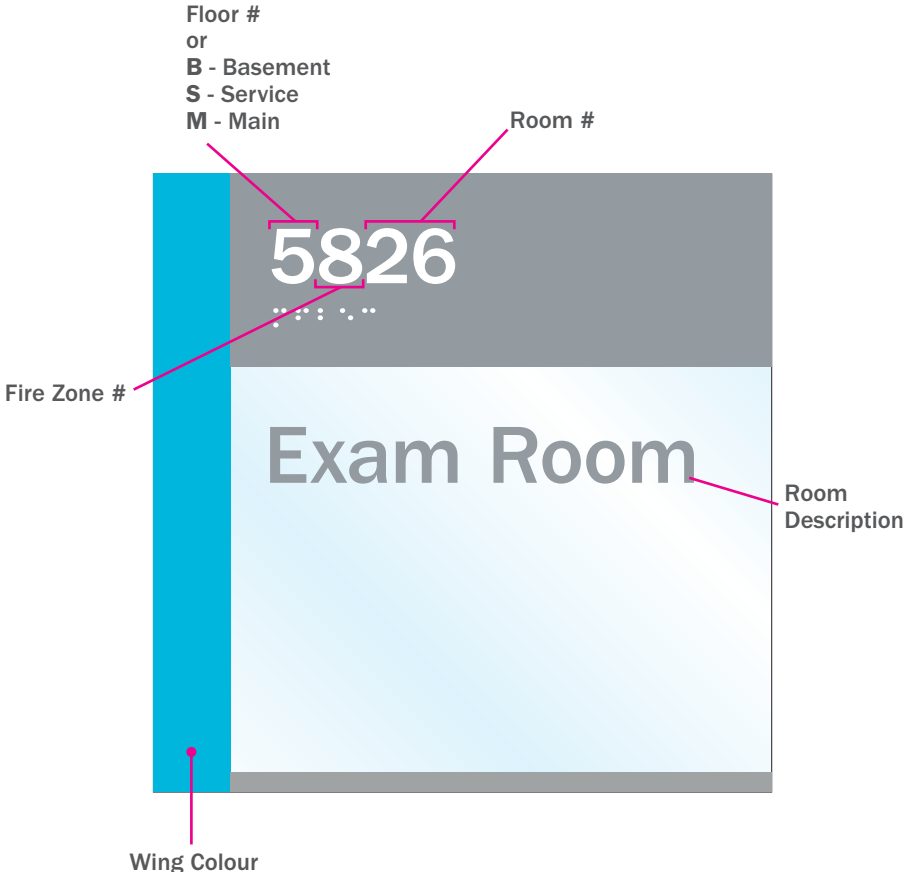 Floor #
or
B - Basement
S - Service
M - Main
Room #
5826
Fire Zone #
Exam Room
Room
Description
Wing Colour